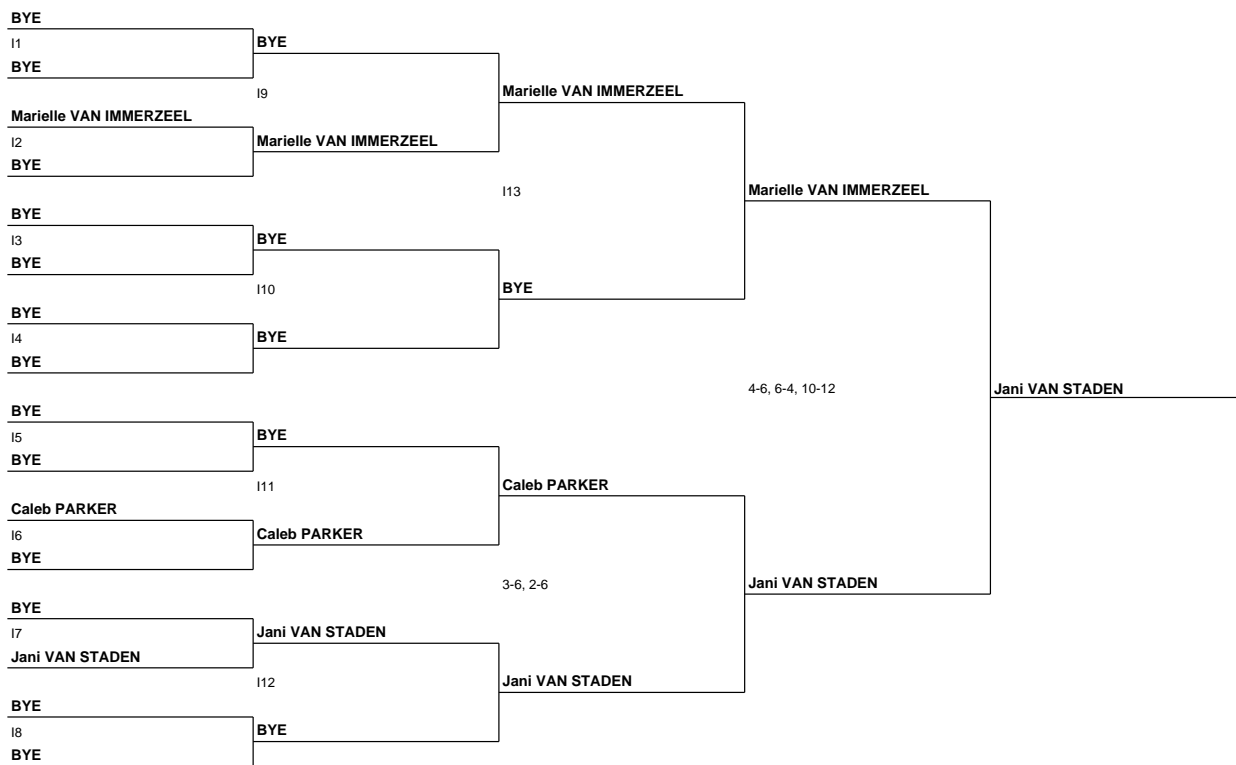 BYE
I1
BYE
BYE
I9
Marielle VAN IMMERZEEL
Marielle VAN IMMERZEEL
I2
Marielle VAN IMMERZEEL
BYE
I13
Marielle VAN IMMERZEEL
BYE
I3
BYE
BYE
I10
BYE
BYE
I4
BYE
BYE
4-6, 6-4, 10-12
Jani VAN STADEN
BYE
I5
BYE
BYE
I11
Caleb PARKER
Caleb PARKER
I6
Caleb PARKER
BYE
3-6, 2-6
Jani VAN STADEN
BYE
I7
Jani VAN STADEN
Jani VAN STADEN
I12
Jani VAN STADEN
BYE
I8
BYE
BYE